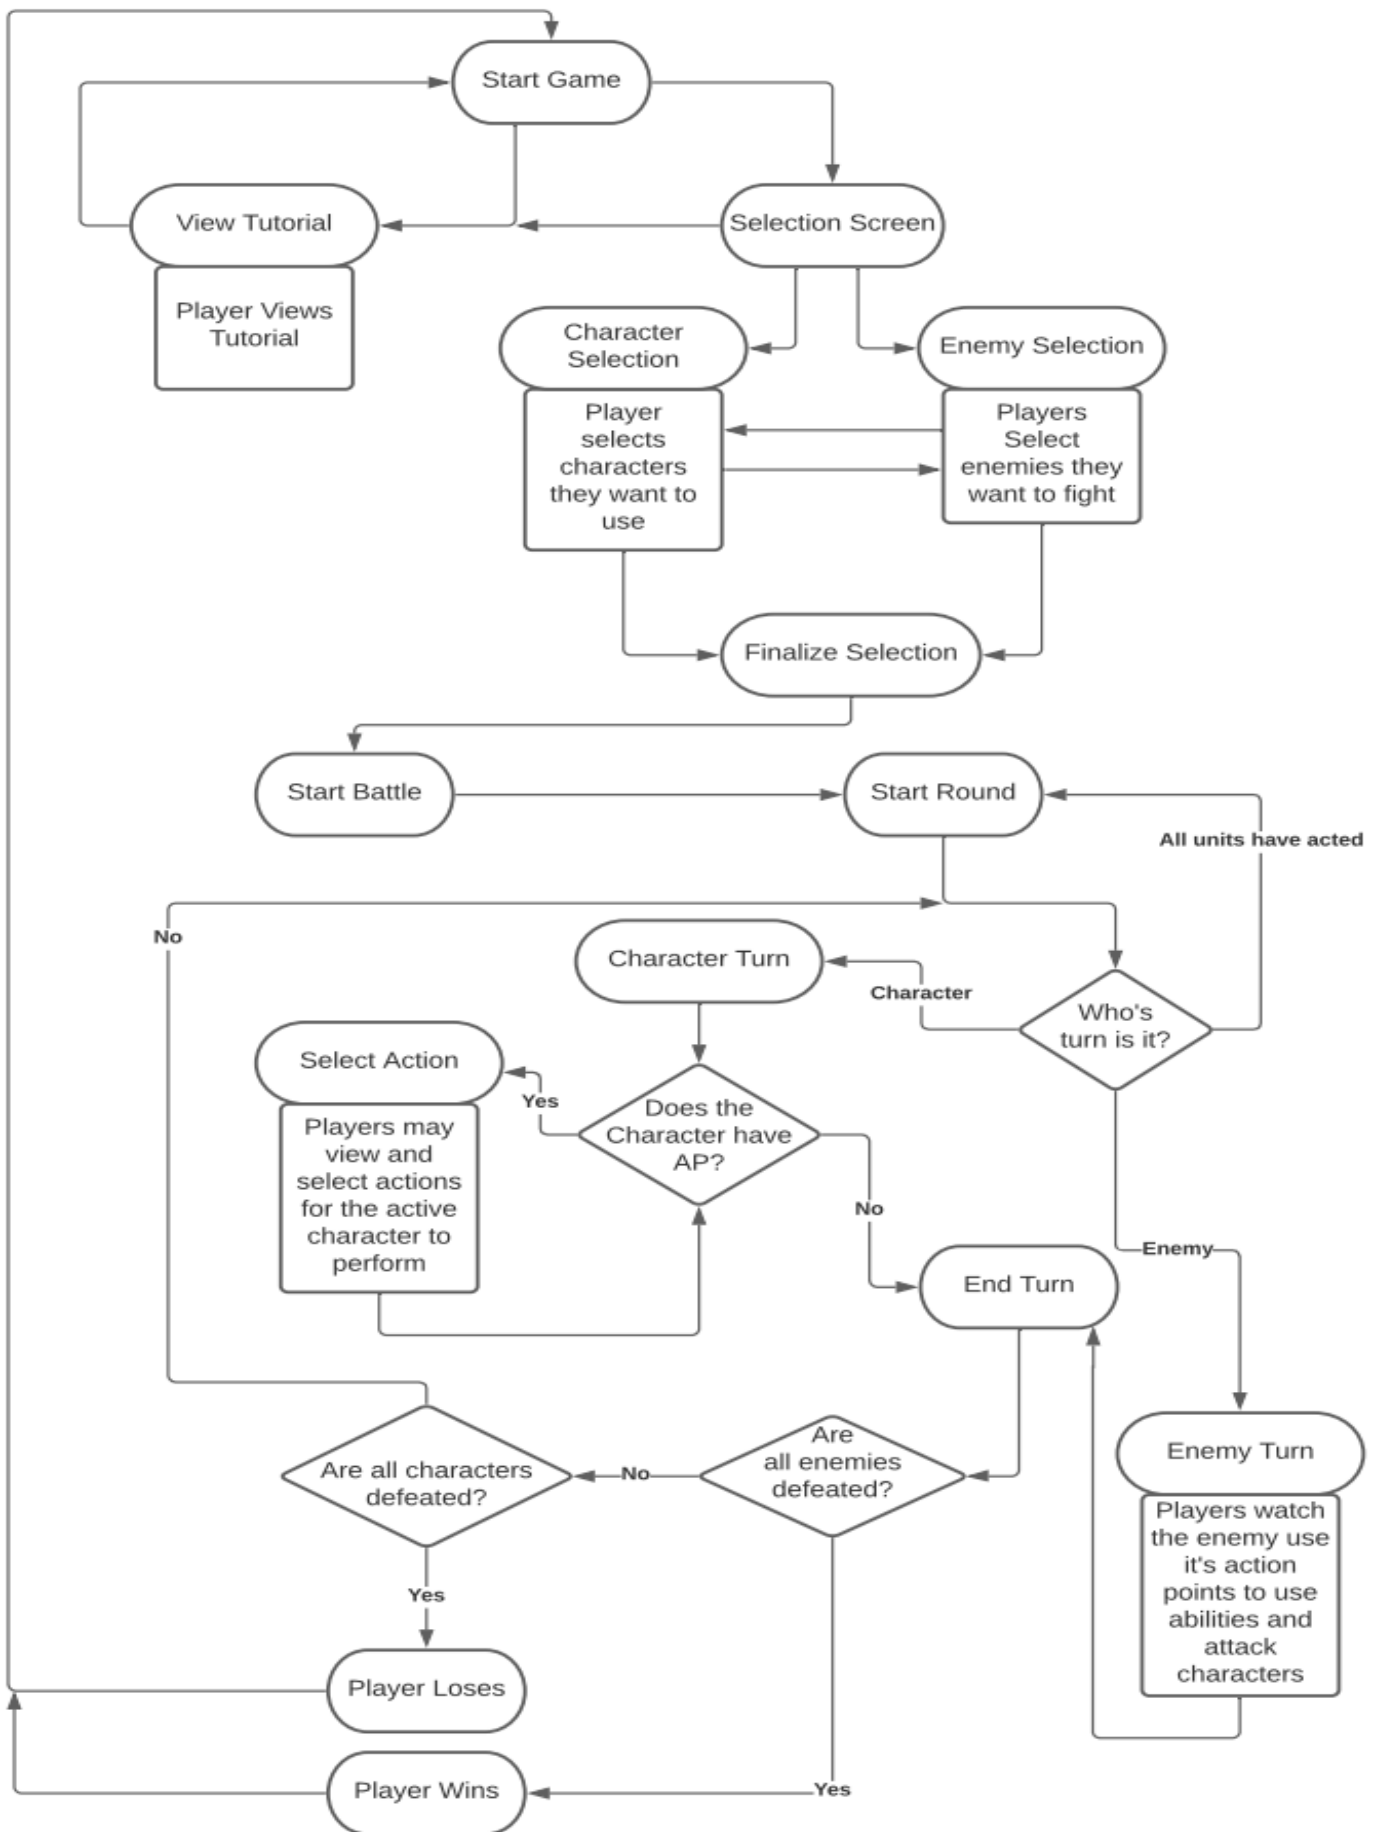 Start Game
View Tutorial
Selection Screen
Player Views
Tutorial
Character
Selection
Enemy Selection
Player
selects
characters
they want to
use
Players
Select
enemies they
want to fight
Finalize Selection
Start Battle
Start Round
All units have acted
No
Character Turn
Character
Who's
turn is it?
Select Action
Yes
Does the
Character have
AP?
Players may
view and
select actions
for the active
character to
perform
No
Enemy
End Turn
Are all characters
defeated?
No
Are
all enemies
defeated?
Enemy Turn
Players watch
the enemy use
it's action
points to use
abilities and
attack
characters
Yes
Player Loses
Player Wins
Yes